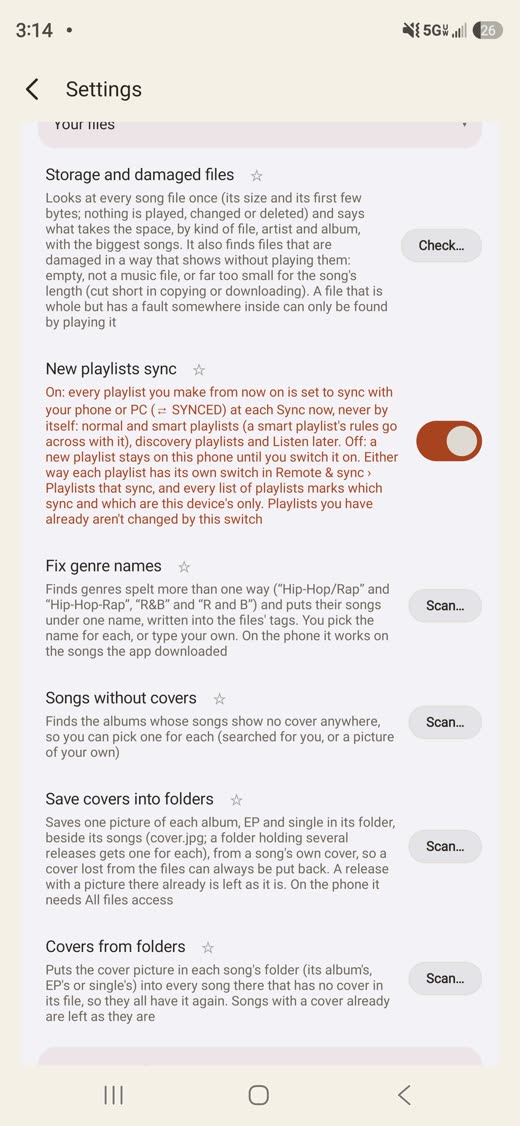 3:14
5G
26
Settings
Your files
Storage and damaged files ☆
Looks at every song file once (its size and its first few
bytes; nothing is played, changed or deleted) and says
what takes the space, by kind of file, artist and album,
with the biggest songs. It also finds files that are
damaged in a way that shows without playing them:
empty, not a music file, or far too small for the song's
length (cut short in copying or downloading). A file that is
whole but has a fault somewhere inside can only be found
by playing it
Check...
New playlists sync ☆
On: every playlist you make from now on is set to sync with
your phone or PC (⇄ SYNCED) at each Sync now, never by
itself: normal and smart playlists (a smart playlist's rules go
across with it), discovery playlists and Listen later. Off: a
new playlist stays on this phone until you switch it on. Either
way each playlist has its own switch in Remote & sync ›
Playlists that sync, and every list of playlists marks which
sync and which are this device's only. Playlists you have
already aren't changed by this switch
Fix genre names ☆
Finds genres spelt more than one way (“Hip-Hop/Rap” and
“Hip-Hop-Rap”, “R&B” and “R and B”) and puts their songs
under one name, written into the files' tags. You pick the
name for each, or type your own. On the phone it works on
the songs the app downloaded
Scan...
Songs without covers ☆
Finds the albums whose songs show no cover anywhere,
so you can pick one for each (searched for you, or a picture
of your own)
Scan...
Save covers into folders ☆
Saves one picture of each album, EP and single in its folder,
beside its songs (cover.jpg; a folder holding several
releases gets one for each), from a song's own cover, so a
cover lost from the files can always be put back. A release
with a picture there already is left as it is. On the phone it
needs All files access
Scan...
Covers from folders ☆
Puts the cover picture in each song's folder (its album's,
EP's or single's) into every song there that has no cover in
its file, so they all have it again. Songs with a cover already
are left as they are
Scan...